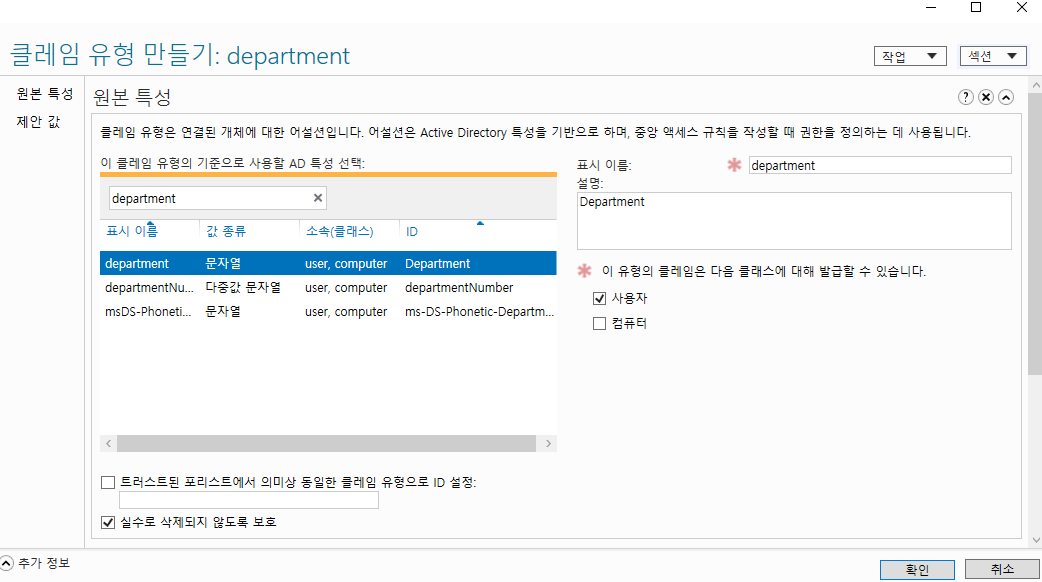 클레임 유형 만들기: department
작업
섹션
원본 특성
제안 값
원본 특성
클레임 유형은 연결된 개체에 대한 어설션입니다. 어설션은 Active Directory 특성을 기반으로 하며, 중앙 액세스 규칙을 작성할 때 권한을 정의하는 데 사용됩니다.
이 클레임 유형의 기준으로 사용할 AD 특성 선택:
department
표시 이름 값 종류 소속(클래스) ID
department 문자열 user, computer Department
departmentNu... 다중값 문자열 user, computer departmentNumber
msDS-Phoneti... 문자열 user, computer ms-DS-Phonetic-Departm...
트러스트된 포리스트에서 의미상 동일한 클레임 유형으로 ID 설정:
실수로 삭제되지 않도록 보호
표시 이름: department
설명:
Department
이 유형의 클레임은 다음 클래스에 대해 발급할 수 있습니다.
사용자
컴퓨터
추가 정보
확인
취소